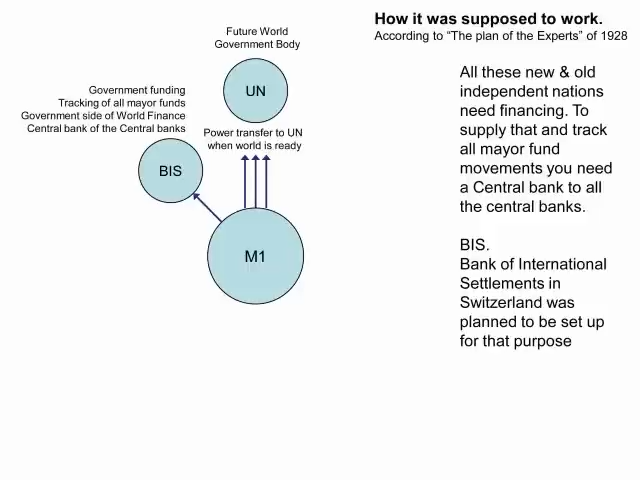 How it was supposed to work.
According to “The plan of the Experts” of 1928
Future World
Government Body
UN
Power transfer to UN
when world is ready
Government funding
Tracking of all mayor funds
Government side of World Finance
Central bank of the Central banks
BIS
M1
All these new & old
independent nations
need financing. To
supply that and track
all mayor fund
movements you need
a Central bank to all
the central banks.
BIS.
Bank of International
Settlements in
Switzerland was
planned to be set up
for that purpose